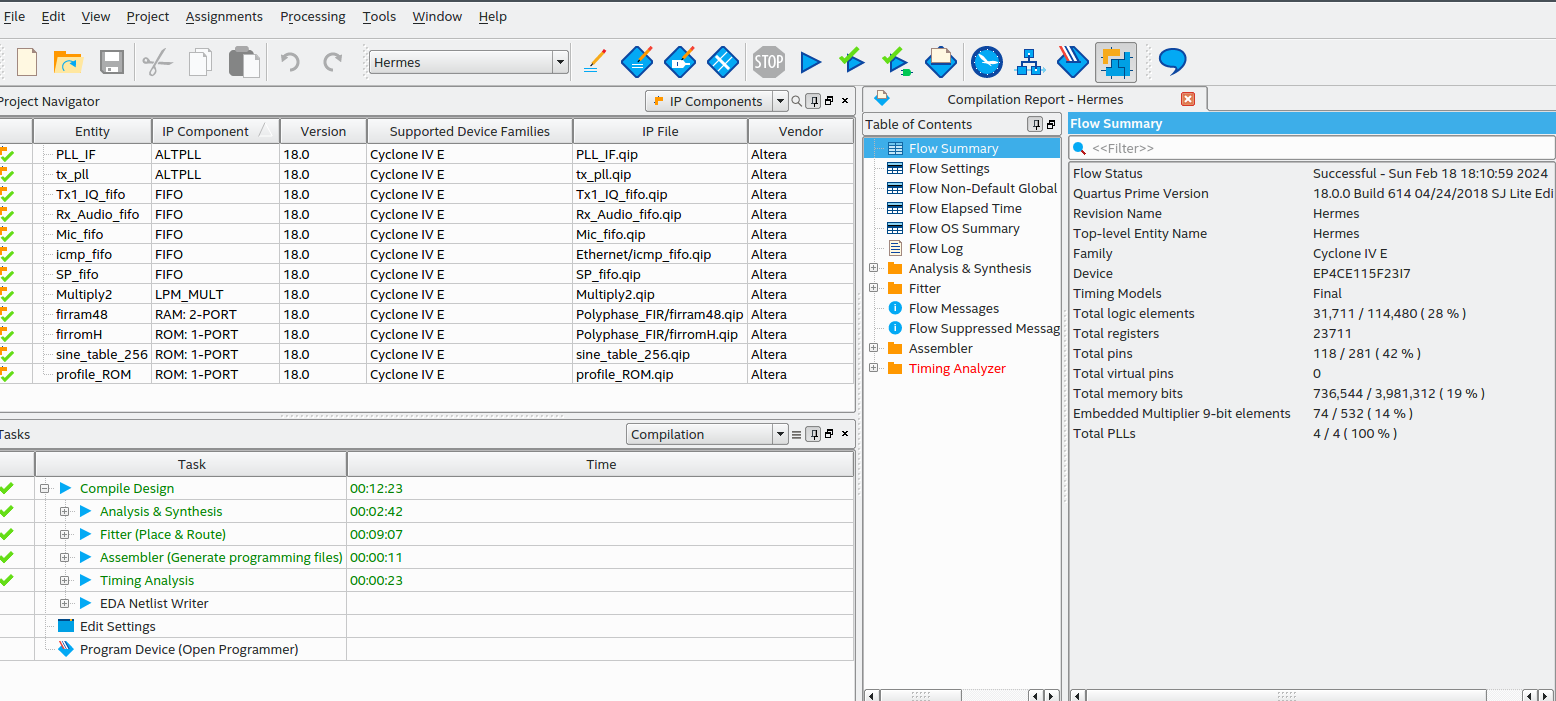 File Edit View Project Assignments Processing Tools Window Help
Hermes
STOP
Project Navigator
IP Components
Entity IP Component Version Supported Device Families IP File Vendor
PLL_IF ALTPLL 18.0 Cyclone IV E PLL_IF.qip Altera
tx_pll ALTPLL 18.0 Cyclone IV E tx_pll.qip Altera
Tx1_IQ_fifo FIFO 18.0 Cyclone IV E Tx1_IQ_fifo.qip Altera
Rx_Audio_fifo FIFO 18.0 Cyclone IV E Rx_Audio_fifo.qip Altera
Mic_fifo FIFO 18.0 Cyclone IV E Mic_fifo.qip Altera
icmp_fifo FIFO 18.0 Cyclone IV E Ethernet/icmp_fifo.qip Altera
SP_fifo FIFO 18.0 Cyclone IV E SP_fifo.qip Altera
Multiply2 LPM_MULT 18.0 Cyclone IV E Multiply2.qip Altera
firram48 RAM: 2-PORT 18.0 Cyclone IV E Polyphase_FIR/firram48.qip Altera
firromH ROM: 1-PORT 18.0 Cyclone IV E Polyphase_FIR/firromH.qip Altera
sine_table_256 ROM: 1-PORT 18.0 Cyclone IV E sine_table_256.qip Altera
profile_ROM ROM: 1-PORT 18.0 Cyclone IV E profile_ROM.qip Altera
Tasks
Compilation
Task Time
Compile Design 00:12:23
Analysis & Synthesis 00:02:42
Fitter (Place & Route) 00:09:07
Assembler (Generate programming files) 00:00:11
Timing Analysis 00:00:23
EDA Netlist Writer
Edit Settings
Program Device (Open Programmer)
Compilation Report - Hermes
Table of Contents
Flow Summary
Flow Settings
Flow Non-Default Global
Flow Elapsed Time
Flow OS Summary
Flow Log
Analysis & Synthesis
Fitter
Flow Messages
Flow Suppressed Messag
Assembler
Timing Analyzer
Flow Summary
<<Filter>>
Flow Status Successful - Sun Feb 18 18:10:59 2024
Quartus Prime Version 18.0.0 Build 614 04/24/2018 SJ Lite Edi
Revision Name Hermes
Top-level Entity Name Hermes
Family Cyclone IV E
Device EP4CE115F23I7
Timing Models Final
Total logic elements 31,711 / 114,480 ( 28 % )
Total registers 23711
Total pins 118 / 281 ( 42 % )
Total virtual pins 0
Total memory bits 736,544 / 3,981,312 ( 19 % )
Embedded Multiplier 9-bit elements 74 / 532 ( 14 % )
Total PLLs 4 / 4 ( 100 % )